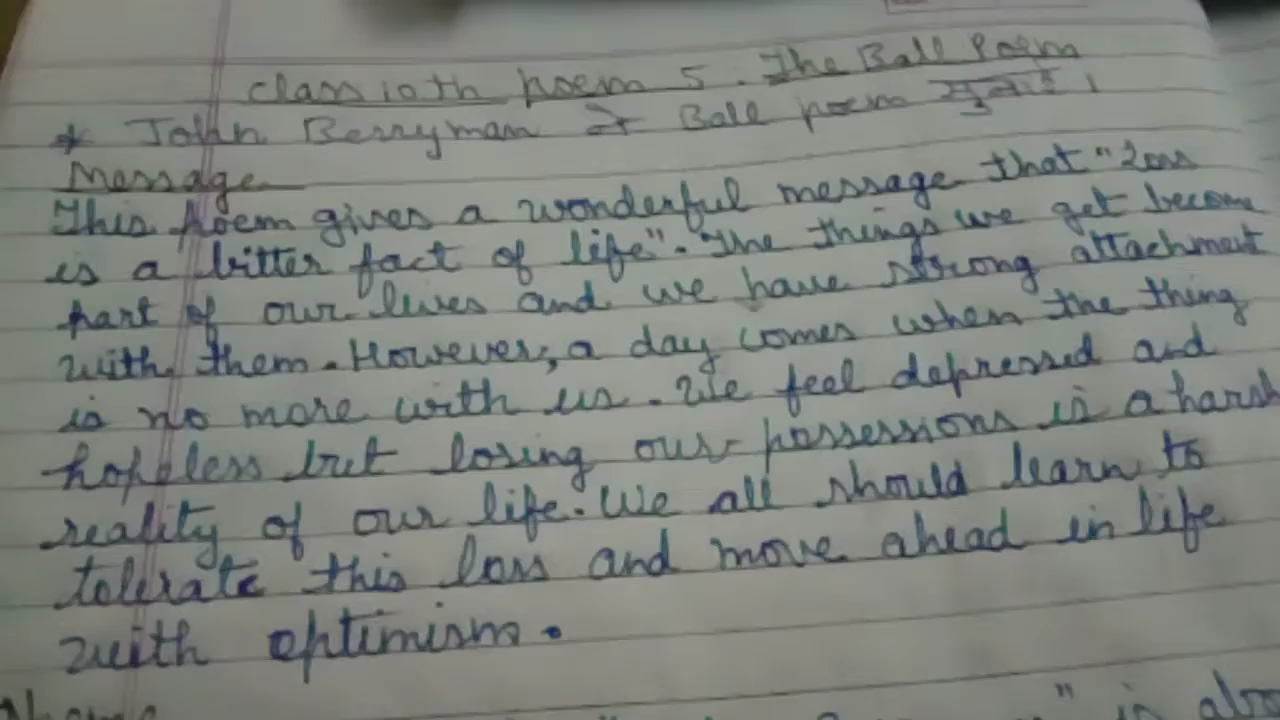 Class 10th Poem 5. The Ball Poem
* John Berryman ने Ball poem सुनाई।
Message
This Poem gives a wonderful message that "Loss
is a bitter fact of life". The things we get become
part of our lives and we have strong attachment
with them. However, a day comes when the thing
is no more with us. We feel depressed and
hopeless but losing our possessions is a harsh
reality of our life. We all should learn to
tolerate this loss and move ahead in life
with optimism.
" is also